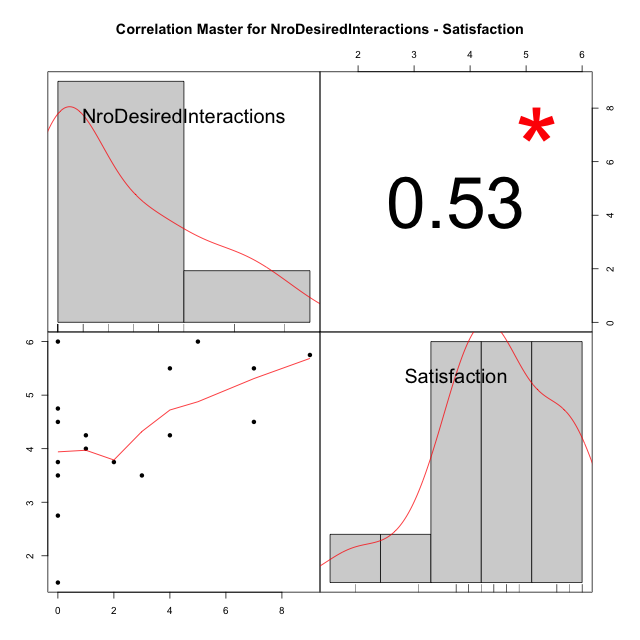 Correlation Master for NroDesiredInteractions - Satisfaction
2 3 4 5 6
NroDesiredInteractions
*
0.53
8
6
4
2
0
6
5
4
3
2
Satisfaction
0 2 4 6 8